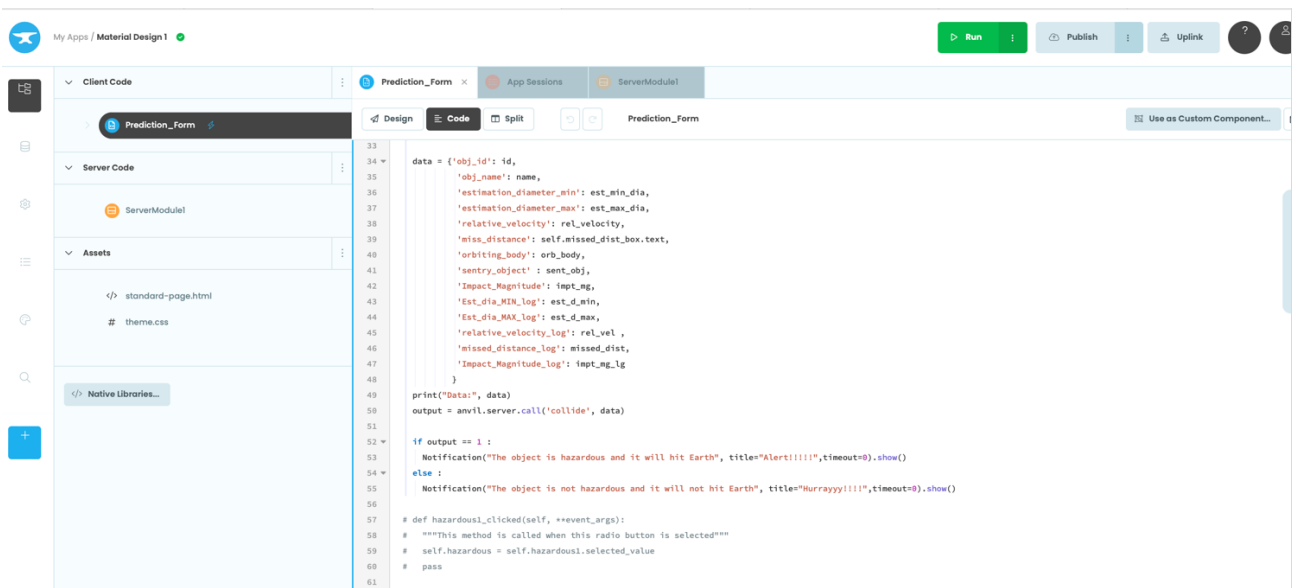 My Apps / Material Design 1
Run
Publish
Uplink
?
Client Code
Prediction_Form
App Sessions
ServerModule1
Prediction_Form
Design
Code
Split
Prediction_Form
Use as Custom Component...
Server Code
ServerModule1
Assets
</> standard-page.html
# theme.css
</> Native Libraries...
+
33
34 data = {'obj_id': id,
35 'obj_name': name,
36 'estimation_diameter_min': est_min_dia,
37 'estimation_diameter_max': est_max_dia,
38 'relative_velocity': rel_velocity,
39 'miss_distance': self.missed_dist_box.text,
40 'orbiting_body': orb_body,
41 'sentry_object' : sent_obj,
42 'Impact_Magnitude': impt_mg,
43 'Est_dia_MIN_log': est_d_min,
44 'Est_dia_MAX_log': est_d_max,
45 'relative_velocity_log': rel_vel ,
46 'missed_distance_log': missed_dist,
47 'Impact_Magnitude_log': impt_mg_lg
48 }
49 print("Data:", data)
50 output = anvil.server.call('collide', data)
51
52 if output == 1 :
53 Notification("The object is hazardous and it will hit Earth", title="Alert!!!!!",timeout=0).show()
54 else :
55 Notification("The object is not hazardous and it will not hit Earth", title="Hurrayyy!!!!",timeout=0).show()
56
57 # def hazardous1_clicked(self, **event_args):
58 # """This method is called when this radio button is selected"""
59 # self.hazardous = self.hazardous1.selected_value
60 # pass
61